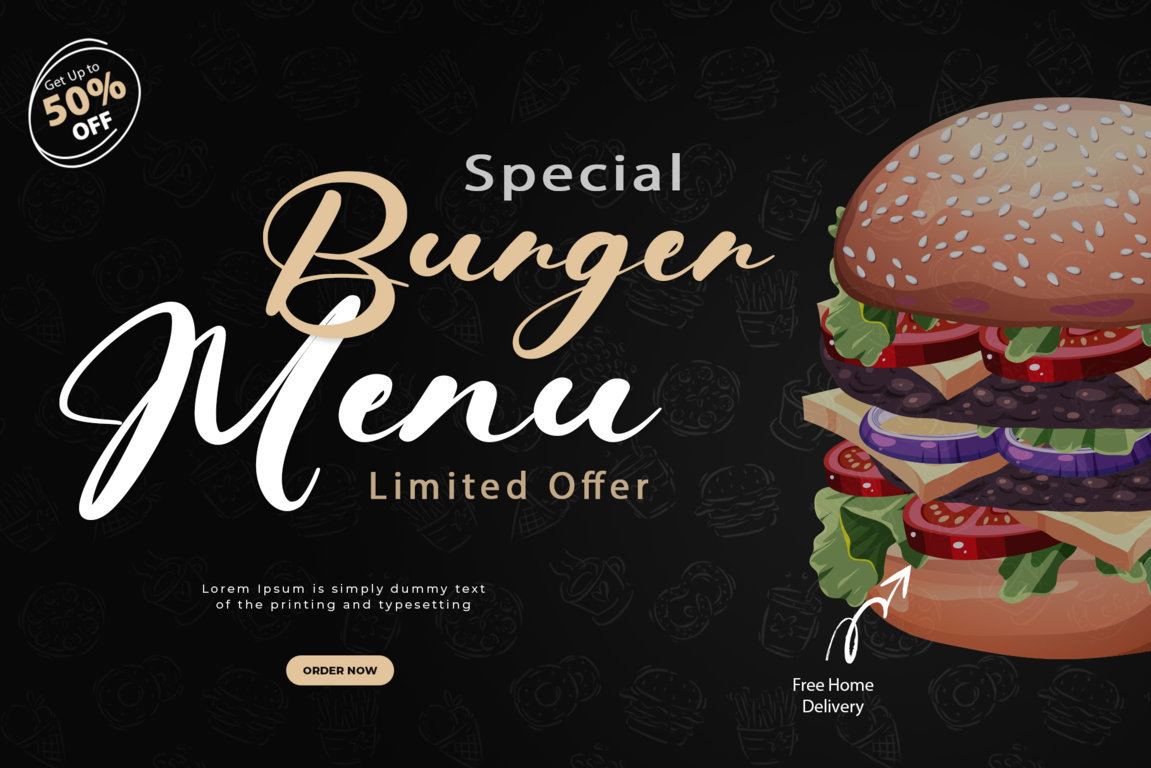 Get Up to
50%
OFF
Special
Burger
Menu
Limited Offer
Lorem Ipsum is simply dummy text
of the printing and typesetting
ORDER NOW
Free Home
Delivery